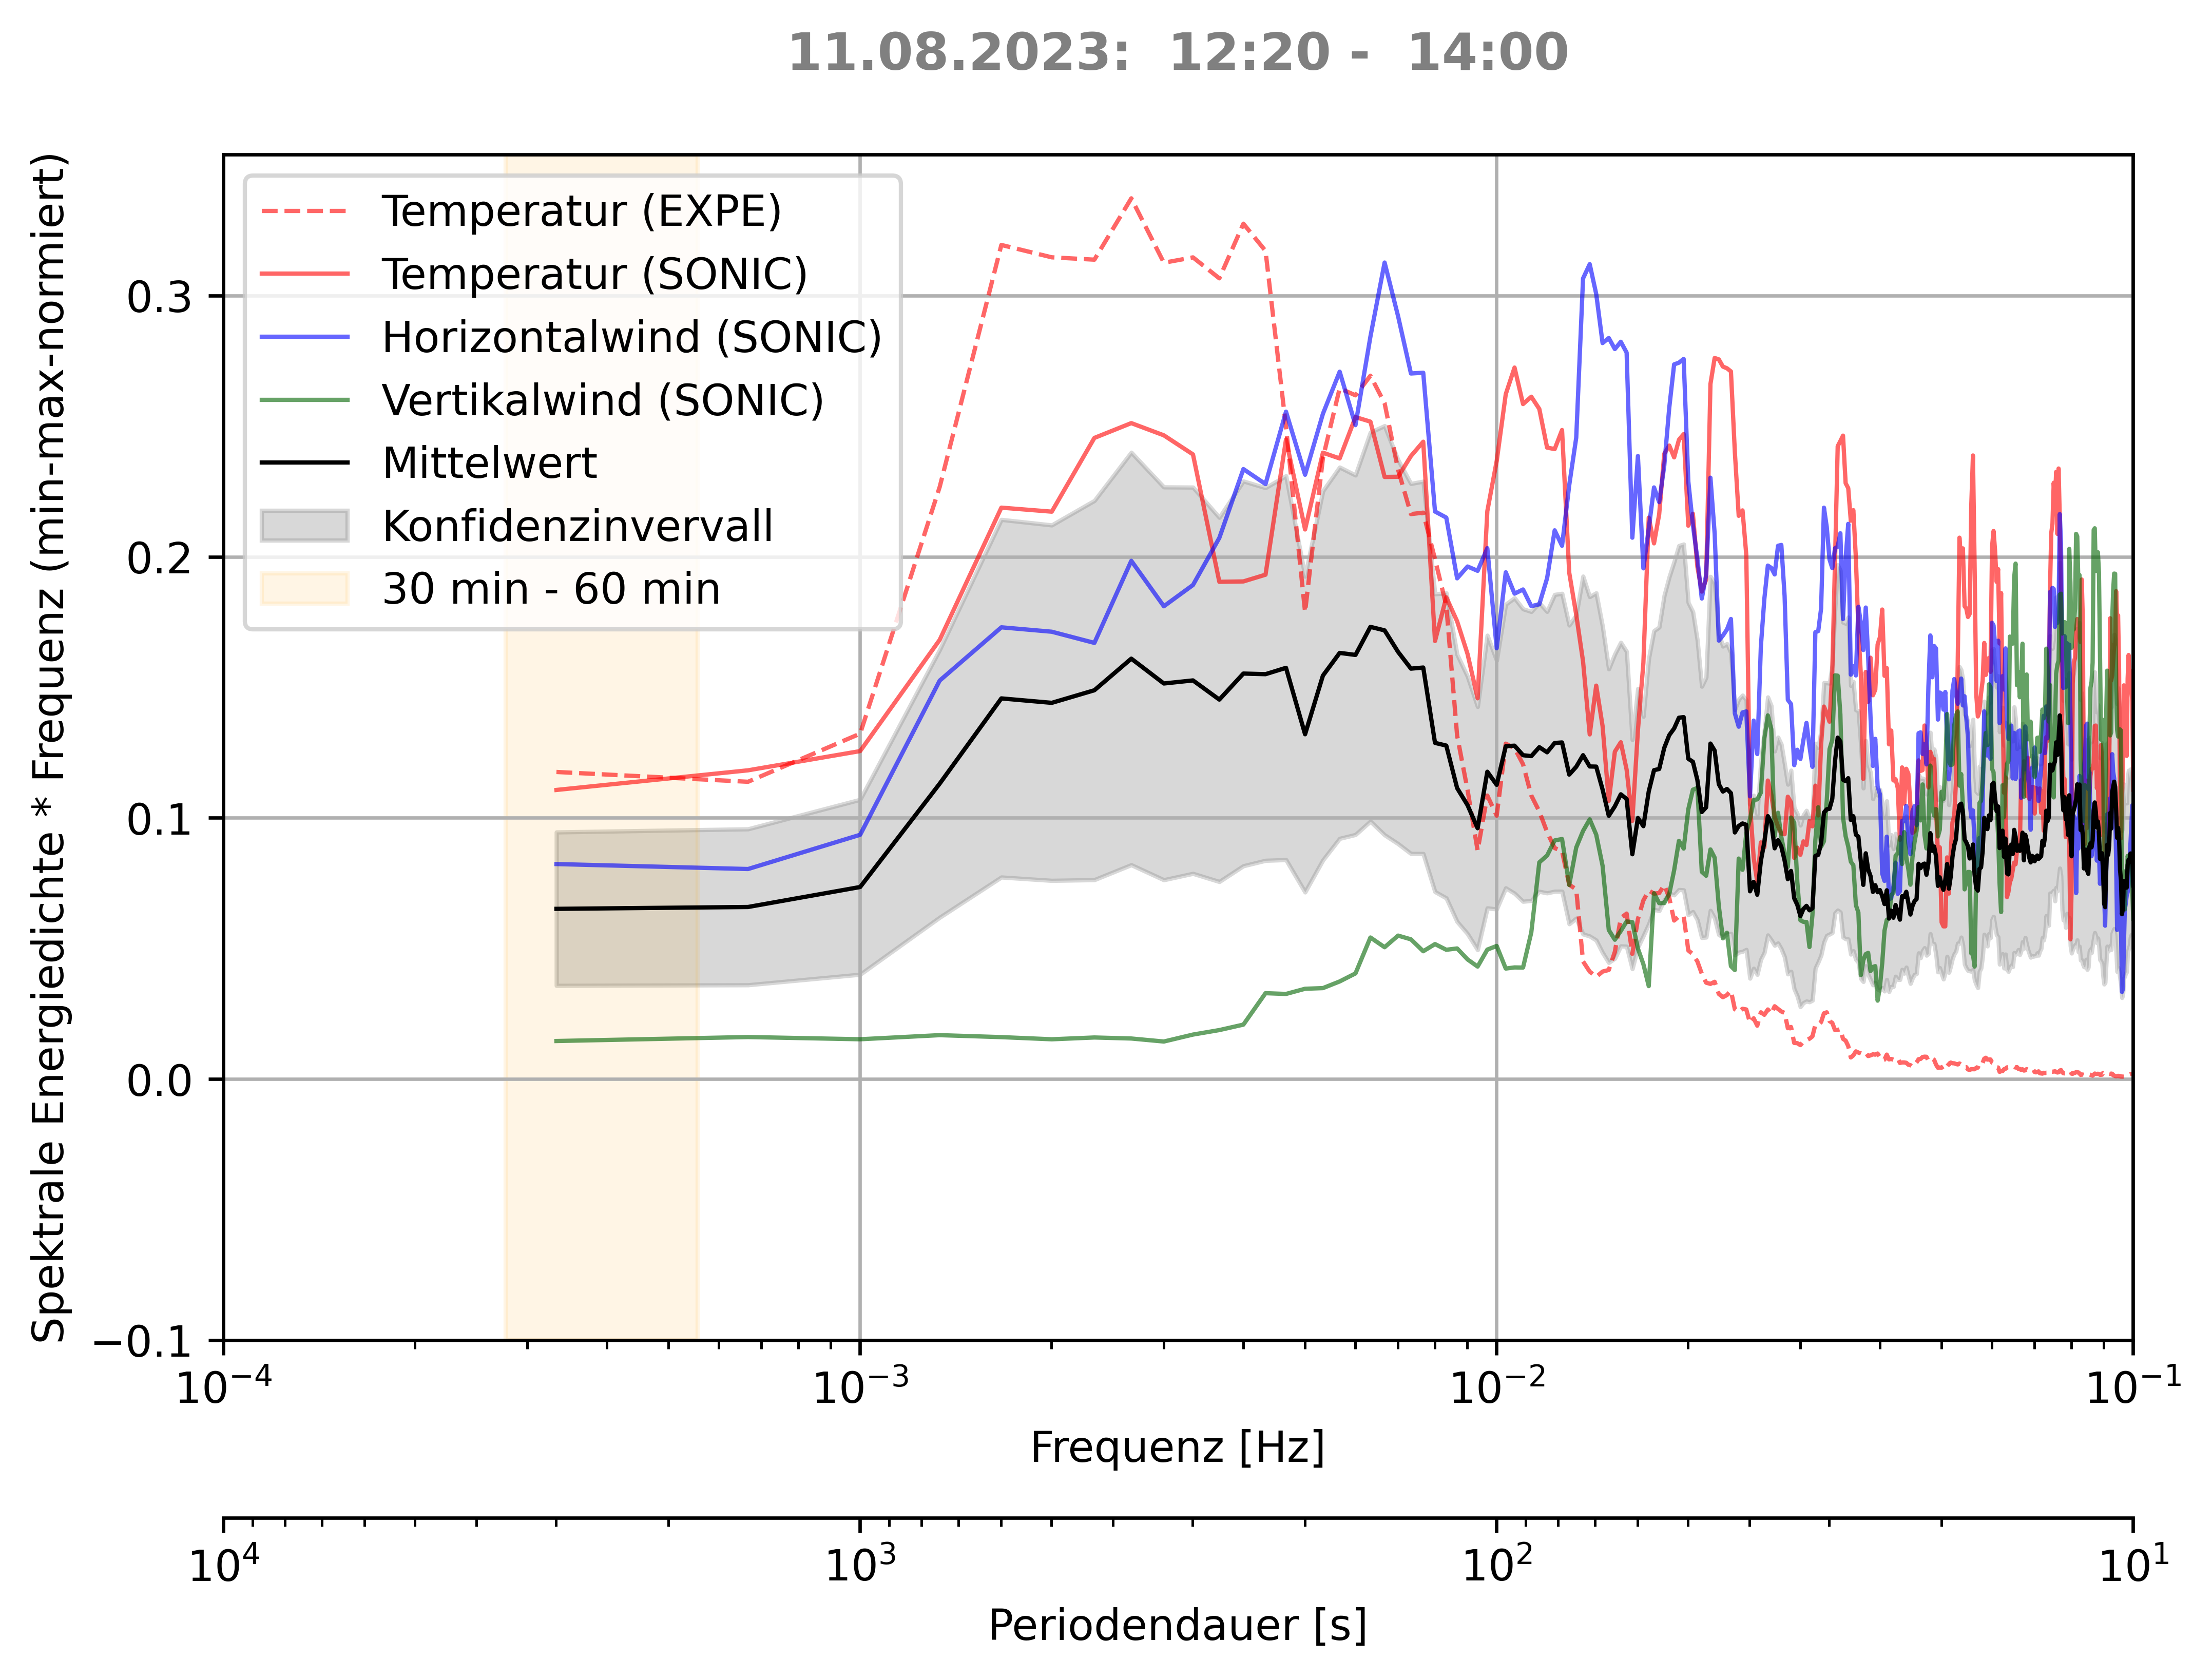 11.08.2023:  12:20 -  14:00
Spektrale Energiedichte * Frequenz (min-max-normiert)
Temperatur (EXPE)
Temperatur (SONIC)
Horizontalwind (SONIC)
Vertikalwind (SONIC)
Mittelwert
Konfidenzinvervall
30 min - 60 min
0.3
0.2
0.1
0.0
−0.1
10⁻⁴ 10⁻³ 10⁻² 10⁻¹
Frequenz [Hz]
10⁴ 10³ 10² 10¹
Periodendauer [s]